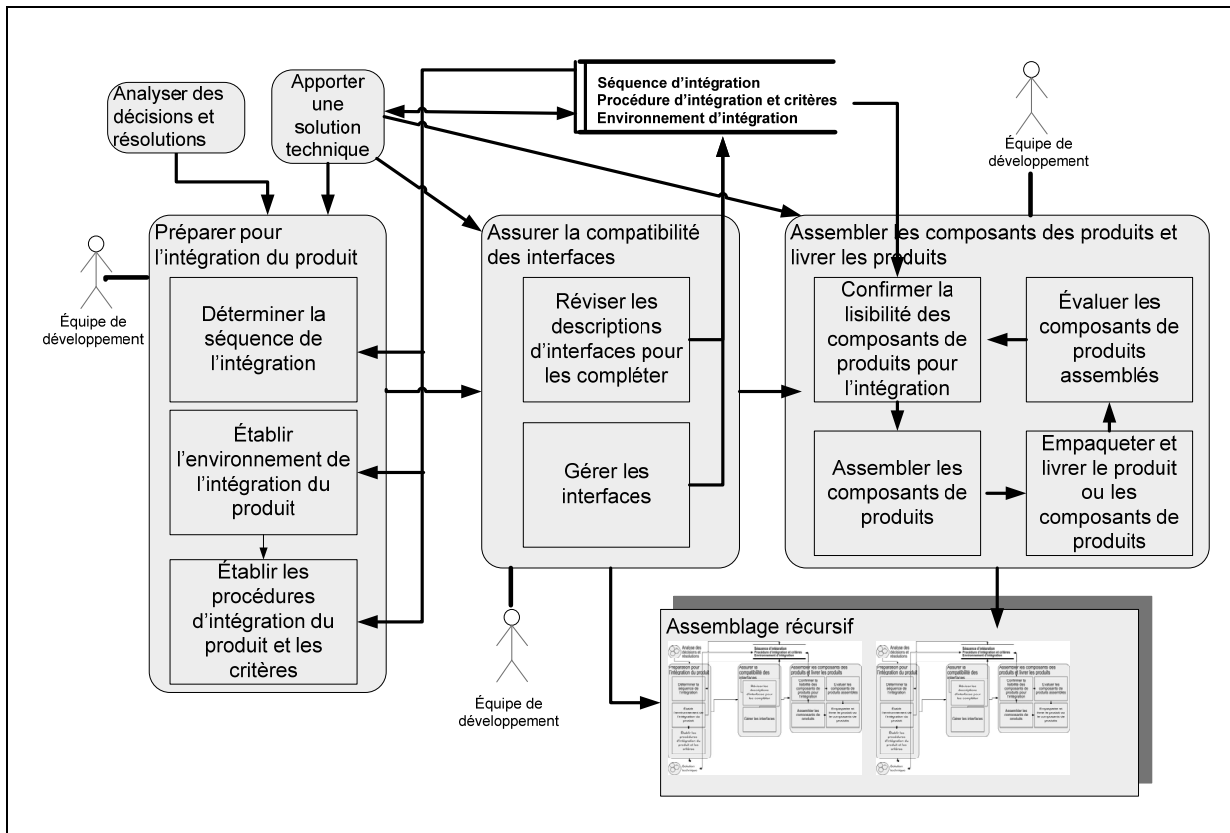 Analyser des
décisions et
résolutions
Apporter
une
solution
technique
Séquence d'intégration
Procédure d'intégration et critères
Environnement d'intégration
Équipe de
développement
Préparer pour
l'intégration du produit
Équipe de
développement
Déterminer la
séquence de
l'intégration
Établir
l'environnement de
l'intégration du
produit
Établir les
procédures
d'intégration du
produit et les
critères
Assurer la compatibilité
des interfaces
Réviser les
descriptions
d'interfaces pour
les compléter
Gérer les
interfaces
Équipe de
développement
Assembler les composants des produits et
livrer les produits
Confirmer la
lisibilité des
composants de
produits pour
l'intégration
Évaluer les
composants de
produits
assemblés
Assembler les
composants de
produits
Empaqueter et
livrer le produit
ou les
composants de
produits
Assemblage récursif